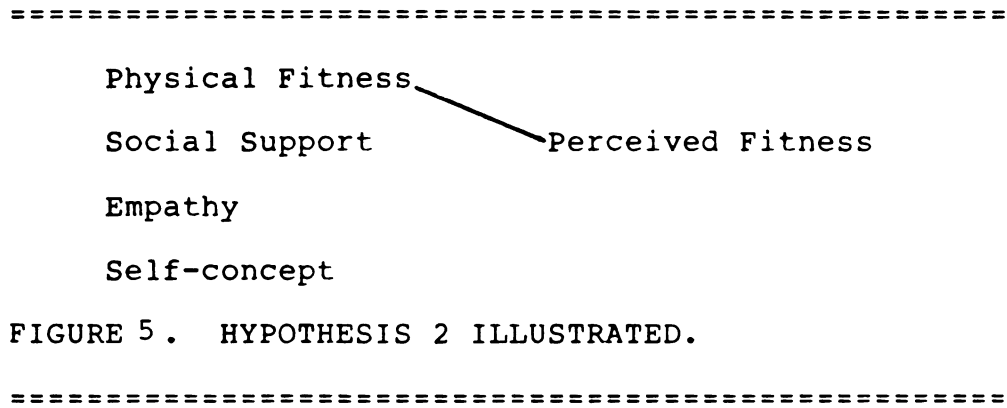 Physical Fitness
Social Support Perceived Fitness
Empathy
Self-concept
FIGURE 5. HYPOTHESIS 2 ILLUSTRATED.